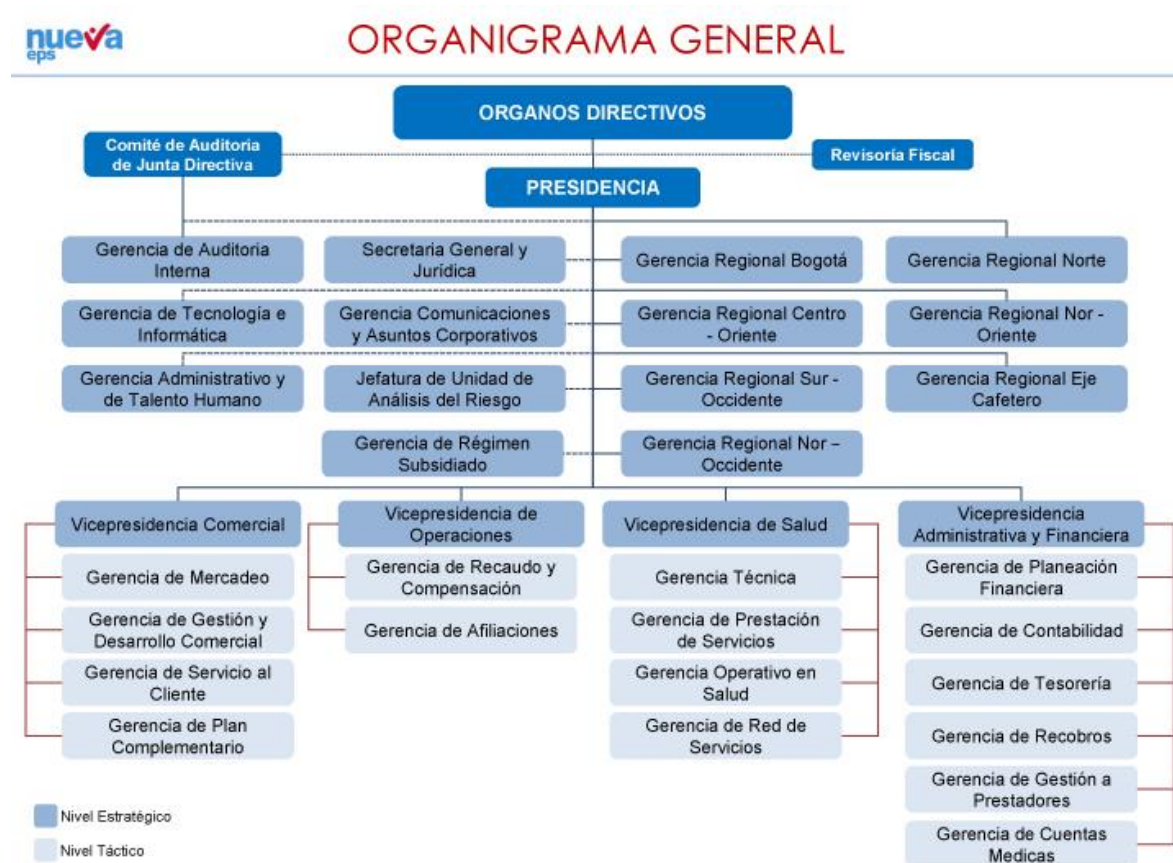 nueva
eps
ORGANIGRAMA GENERAL
ORGANOS DIRECTIVOS
Comité de Auditoria
de Junta Directiva
Revisoría Fiscal
PRESIDENCIA
Gerencia de Auditoria
Interna
Secretaria General y
Jurídica
Gerencia Regional Bogotá
Gerencia Regional Norte
Gerencia de Tecnología e
Informática
Gerencia Comunicaciones
y Asuntos Corporativos
Gerencia Regional Centro
- Oriente
Gerencia Regional Nor -
Oriente
Gerencia Administrativo y
de Talento Humano
Jefatura de Unidad de
Análisis del Riesgo
Gerencia Regional Sur -
Occidente
Gerencia Regional Eje
Cafetero
Gerencia de Régimen
Subsidiado
Gerencia Regional Nor –
Occidente
Vicepresidencia Comercial
Gerencia de Mercadeo
Gerencia de Gestión y
Desarrollo Comercial
Gerencia de Servicio al
Cliente
Gerencia de Plan
Complementario
Vicepresidencia de
Operaciones
Gerencia de Recaudo y
Compensación
Gerencia de Afiliaciones
Vicepresidencia de Salud
Gerencia Técnica
Gerencia de Prestación
de Servicios
Gerencia Operativo en
Salud
Gerencia de Red de
Servicios
Vicepresidencia
Administrativa y Financiera
Gerencia de Planeación
Financiera
Gerencia de Contabilidad
Gerencia de Tesorería
Gerencia de Recobros
Gerencia de Gestión a
Prestadores
Gerencia de Cuentas
Medicas
Nivel Estratégico
Nivel Táctico